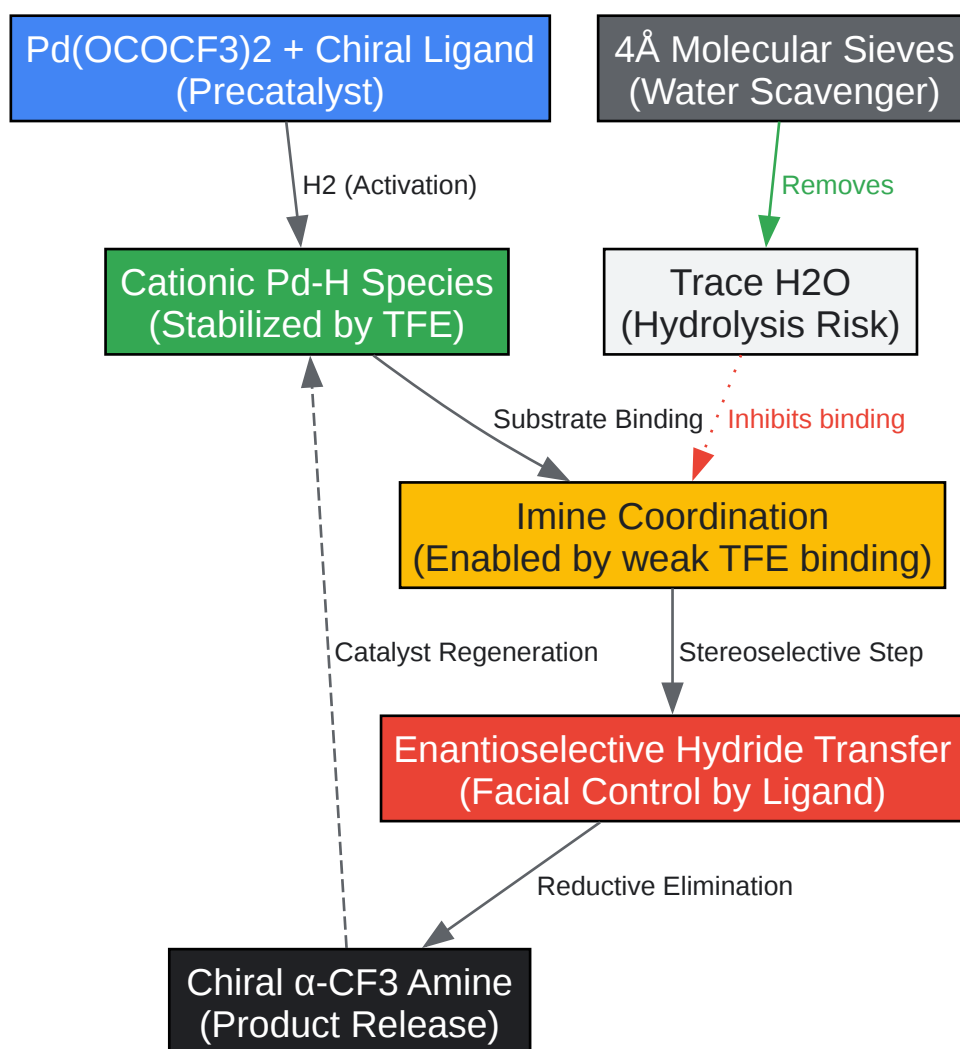 Pd(OCOCF3)2 + Chiral Ligand
(Precatalyst)
4Å Molecular Sieves
(Water Scavenger)
H2 (Activation)
Removes
Cationic Pd-H Species
(Stabilized by TFE)
Trace H2O
(Hydrolysis Risk)
Substrate Binding
Inhibits binding
Imine Coordination
(Enabled by weak TFE binding)
Catalyst Regeneration
Stereoselective Step
Enantioselective Hydride Transfer
(Facial Control by Ligand)
Reductive Elimination
Chiral α-CF3 Amine
(Product Release)